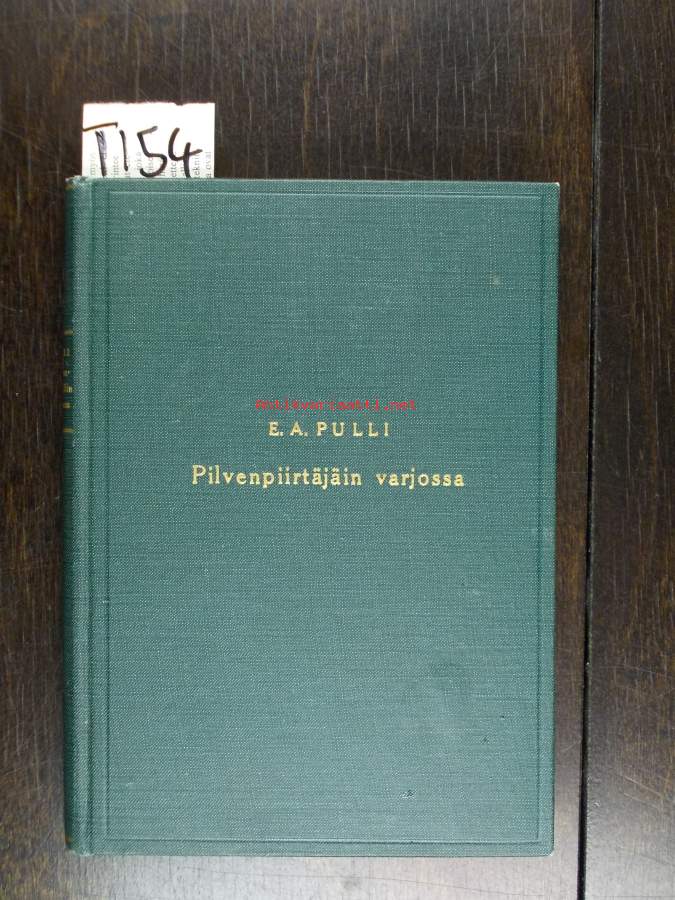 T154
Antikvariaatti.net
E. A. PULLI
Pilvenpiirtäjäin varjossa